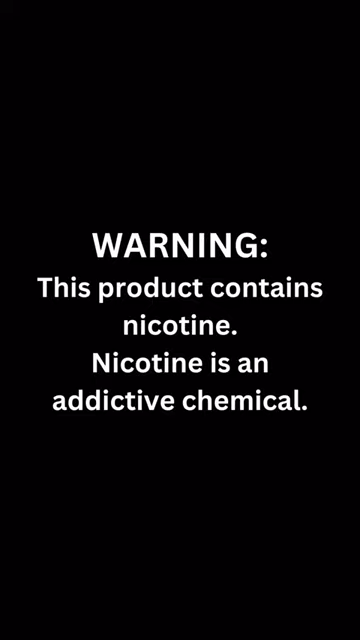 WARNING:
This product contains
nicotine.
Nicotine is an
addictive chemical.